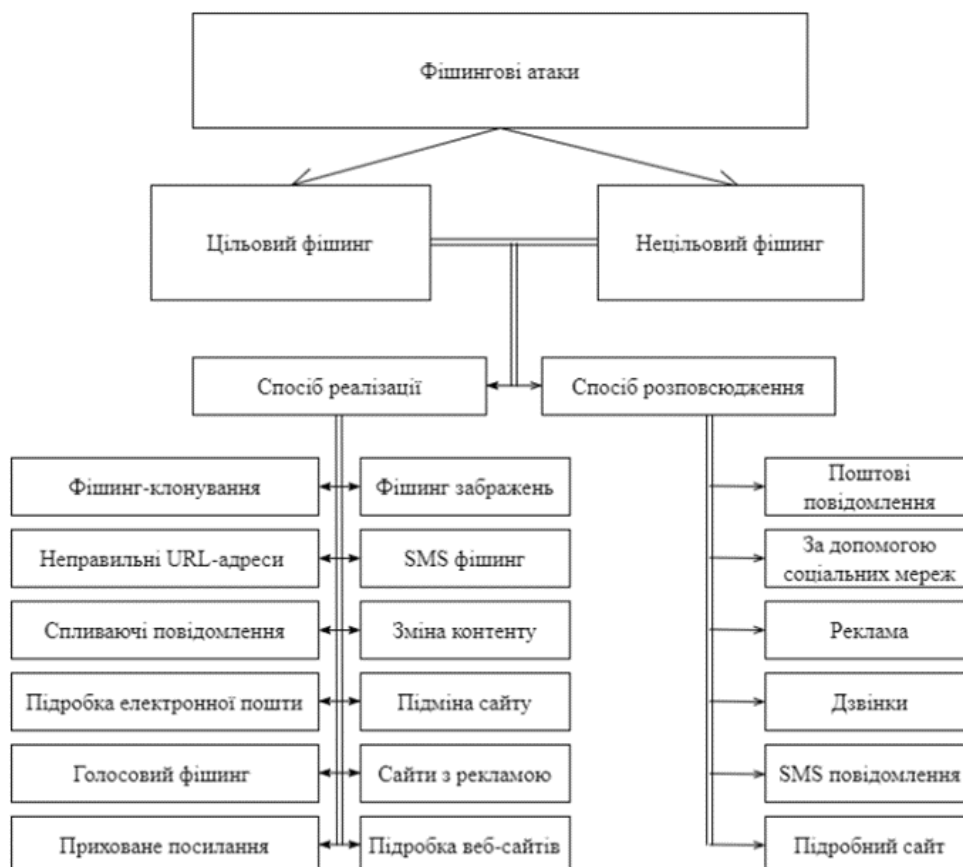 Фішингові атаки
Цільовий фішинг
Нецільовий фішинг
Спосіб реалізації
Спосіб розповсюдження
Фішинг-клонування
Фішинг забражень
Поштові
повідомлення
Неправильні URL-адреси
SMS фішинг
За допомогою
соціальних мереж
Спливаючі повідомлення
Зміна контенту
Реклама
Підробка електронної пошти
Підміна сайту
Дзвінки
Голосовий фішинг
Сайти з рекламою
SMS повідомлення
Приховане посилання
Підробка веб-сайтів
Підробний сайт